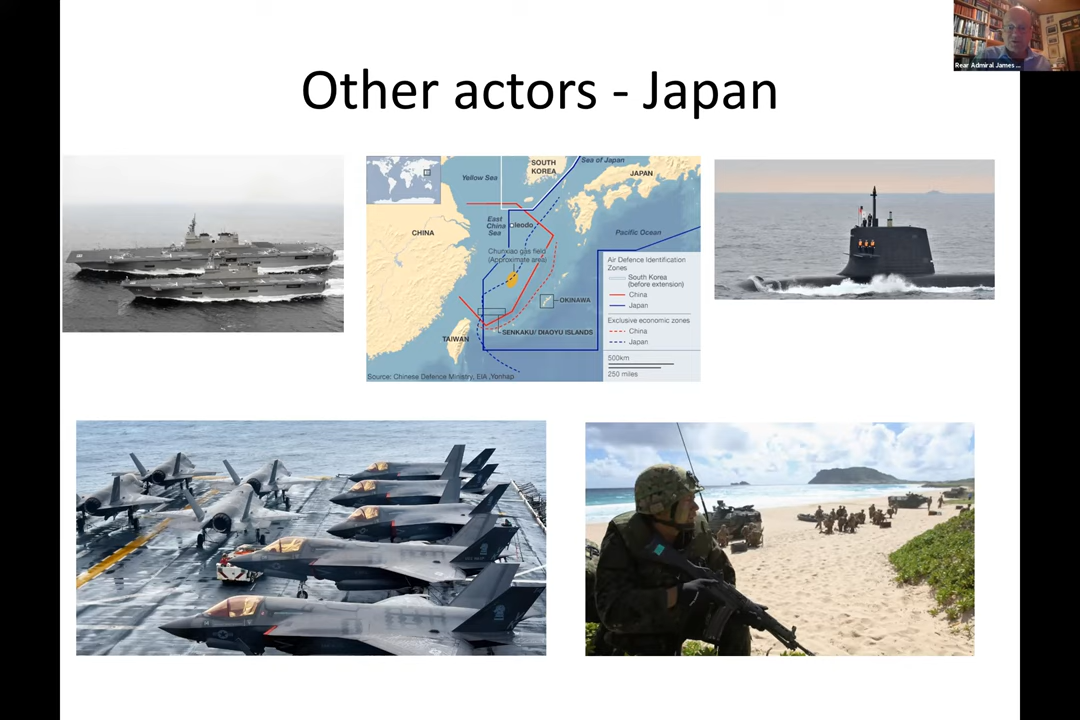 Rear Admiral James ...
Other actors - Japan
SOUTH
KOREA
Sea of Japan
JAPAN
Yellow Sea
East
China
Sea
Ieodo
CHINA
Pacific Ocean
Chunxiao gas field
(Approximate area)
OKINAWA
SENKAKU/ DIAOYU ISLANDS
TAIWAN
Air Defence Identification
Zones
South Korea
(before extension)
China
Japan
Exclusive economic zones
China
Japan
500km
250 miles
Source: Chinese Defence Ministry, EIA ,Yonhap